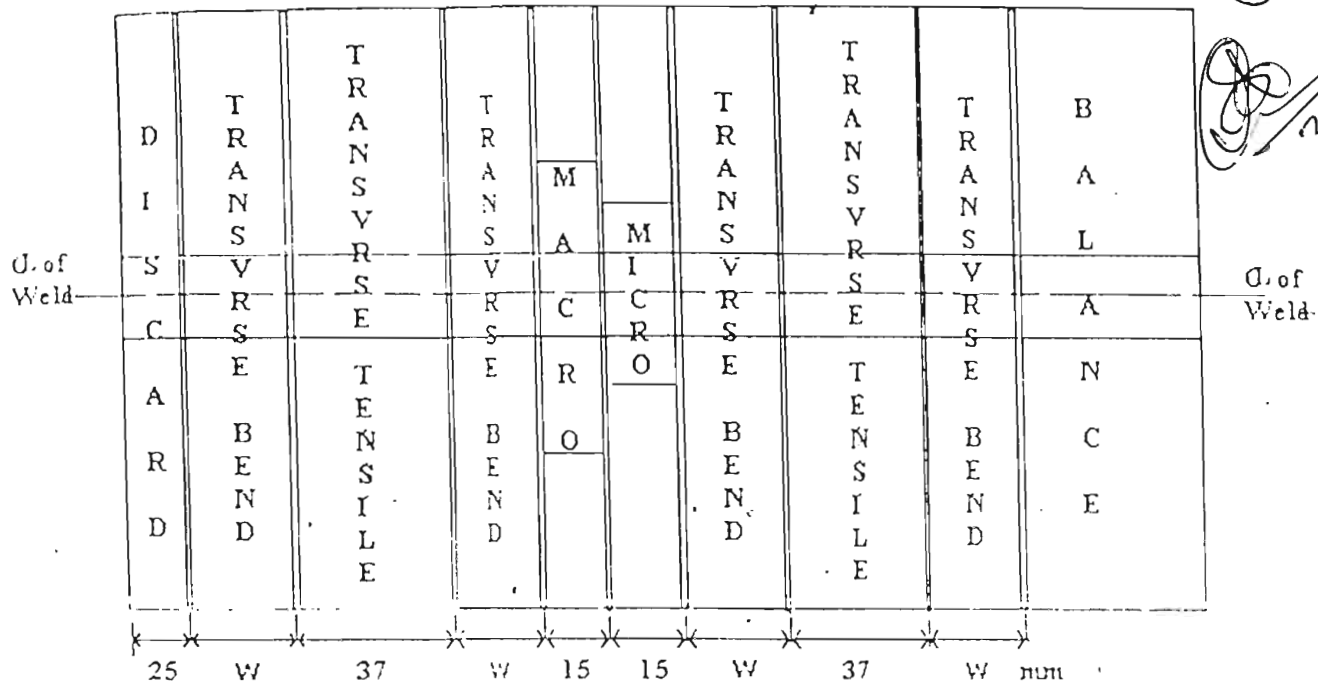 DISCARD
TRANSVRSE BEND
TRANSVRSE TENSILE
TRANSVRSE BEND
MACRO
MICRO
TRANSVRSE BEND
TRANSVRSE TENSILE
TRANSVRSE BEND
BALANCE
of
Weld
of
Weld
25 W 37 W 15 15 W 37 W mm